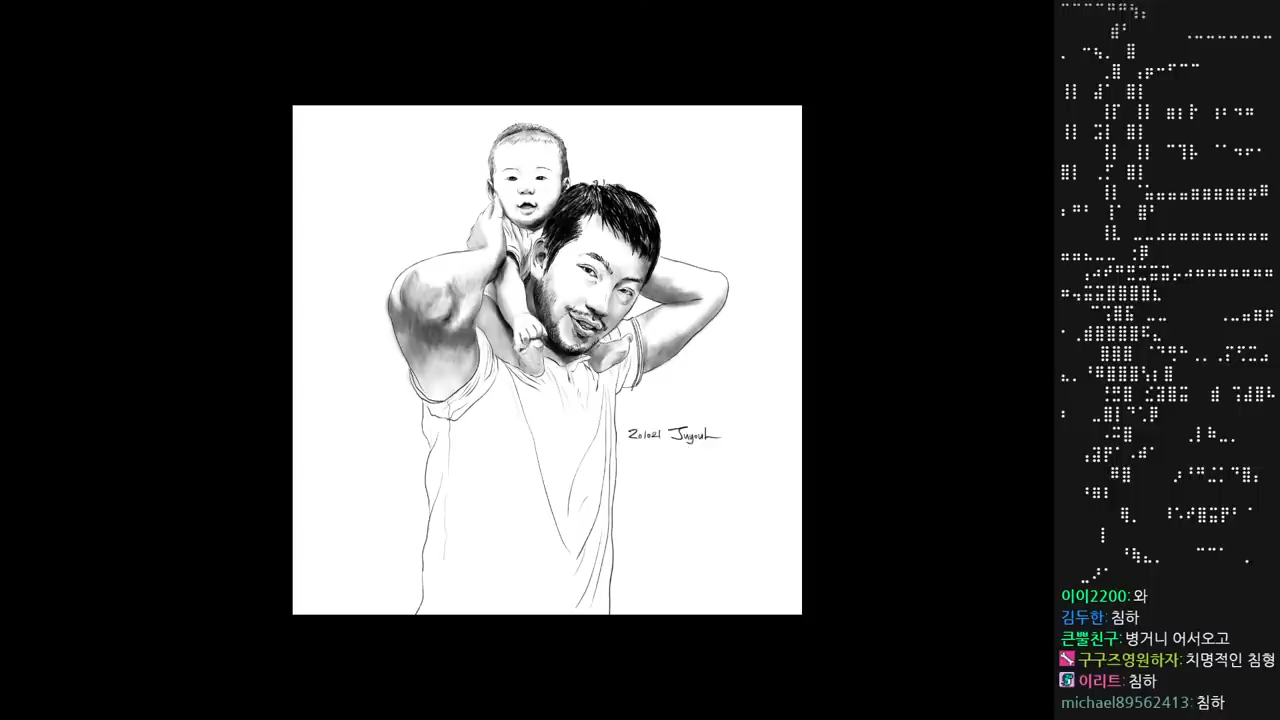 201021 Juyoul
이이2200: 와
김두한: 침하
큰뿔친구: 병거니 어서오고
구구즈영원하자: 치명적인 침형
이리트: 침하
michael89562413: 침하